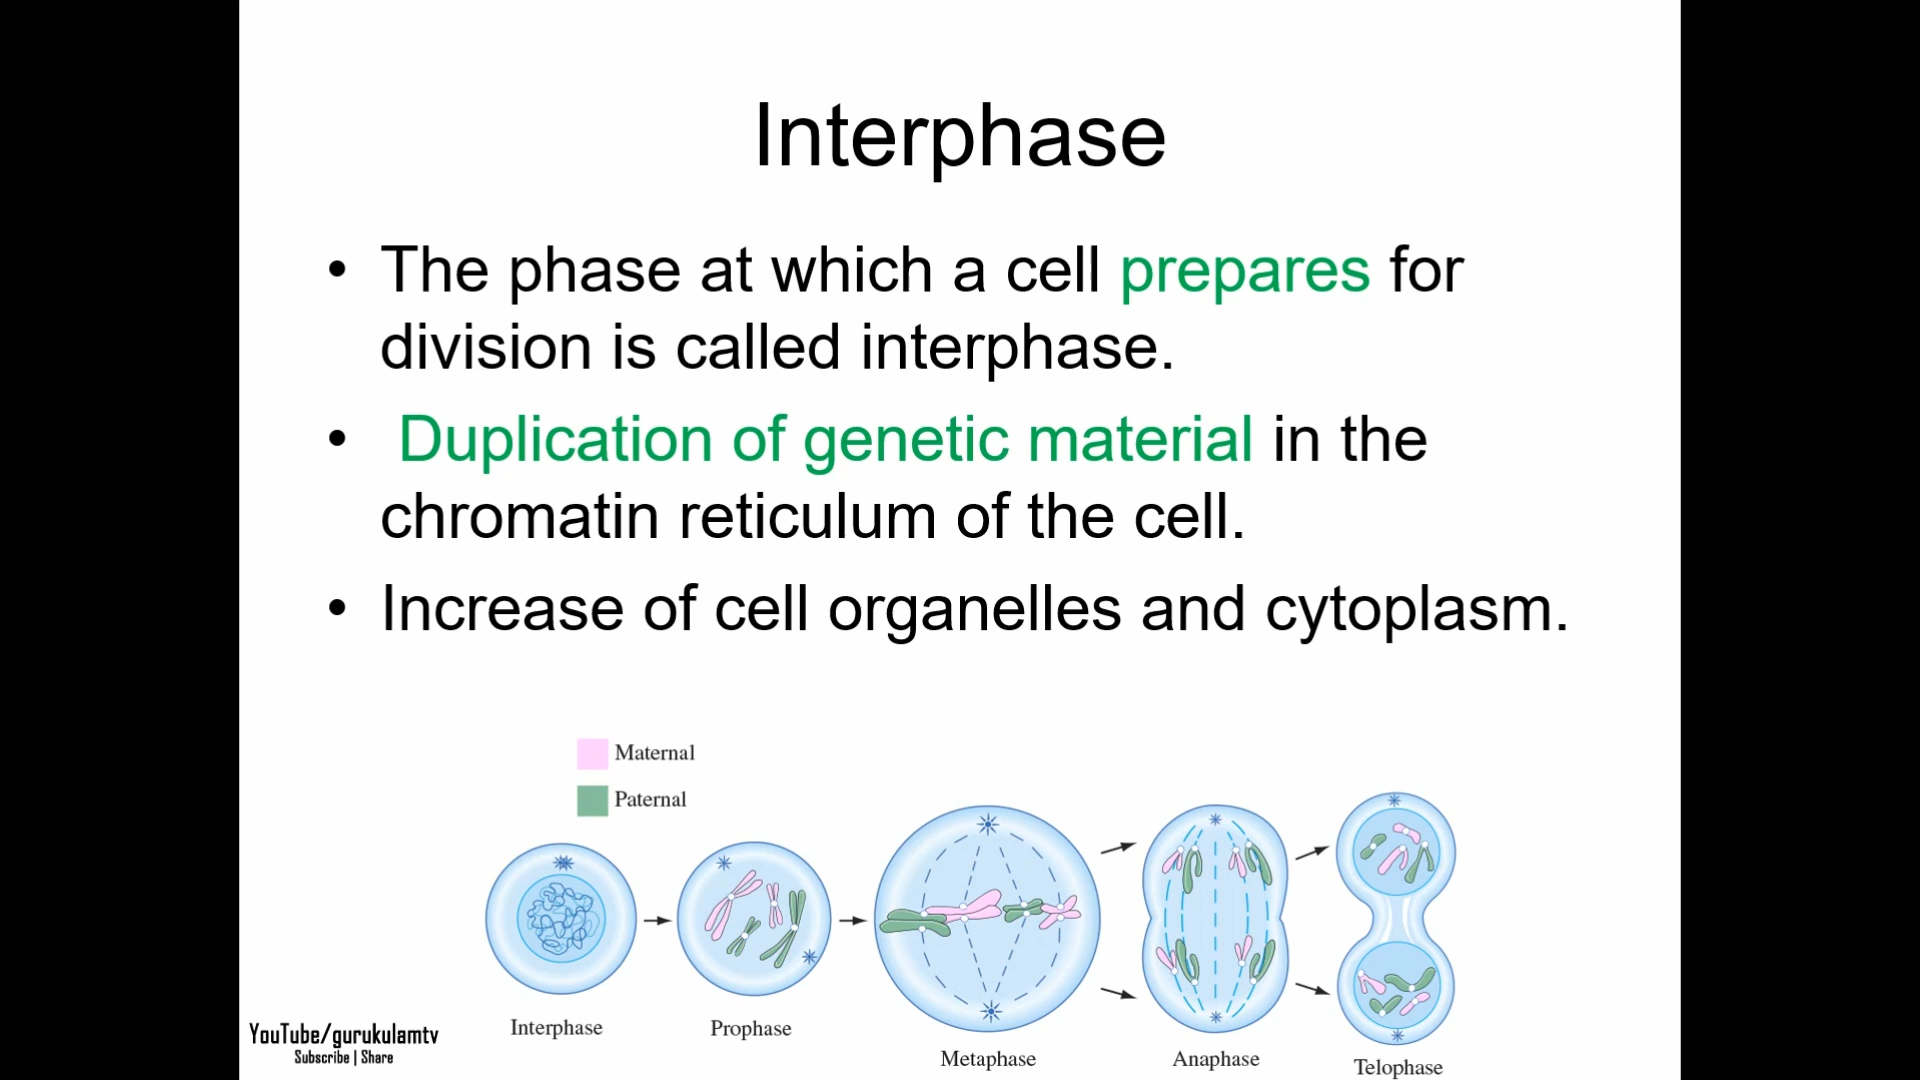 Interphase
• The phase at which a cell prepares for
division is called interphase.
• Duplication of genetic material in the
chromatin reticulum of the cell.
• Increase of cell organelles and cytoplasm.
Maternal
Paternal
Interphase
Prophase
Metaphase
Anaphase
Telophase
YouTube/gurukulamtv
Subscribe | Share